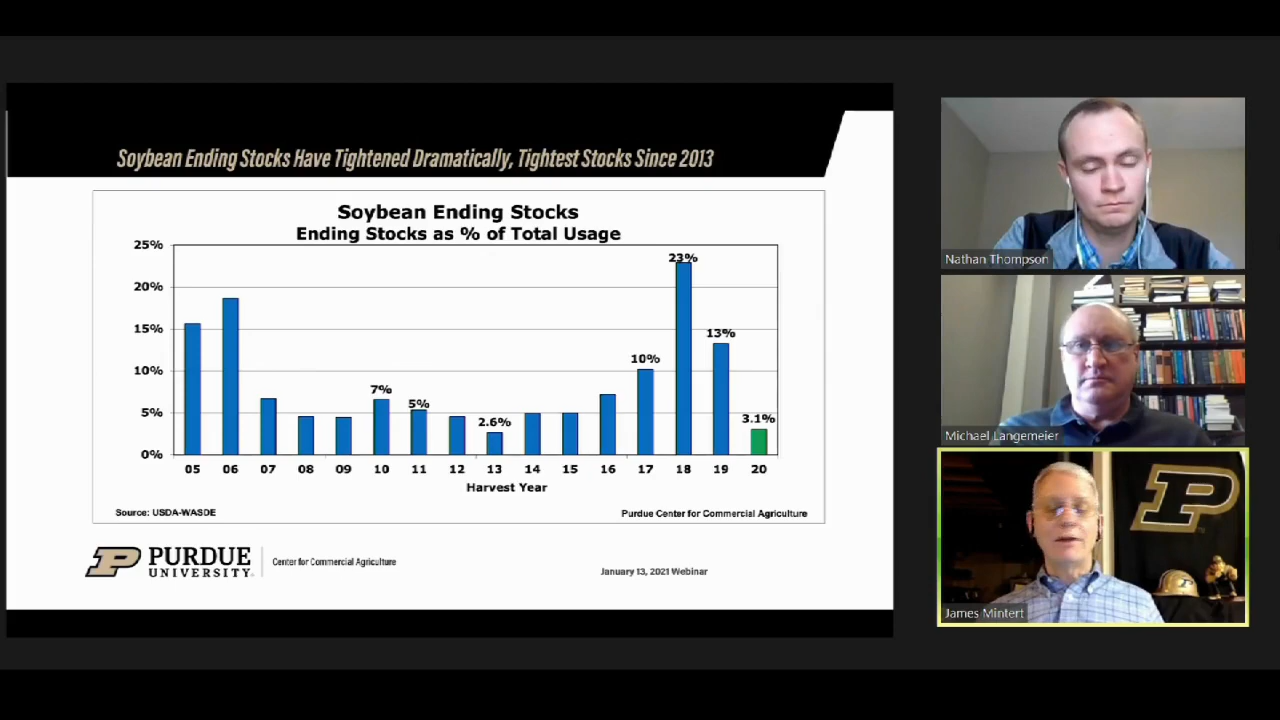 Soybean Ending Stocks Have Tightened Dramatically, Tightest Stocks Since 2013
Soybean Ending Stocks
Ending Stocks as % of Total Usage
25%
20%
15%
10%
5%
0%
7%
5%
2.6%
10%
23%
13%
3.1%
05 06 07 08 09 10 11 12 13 14 15 16 17 18 19 20
Harvest Year
Source: USDA-WASDE
Purdue Center for Commercial Agriculture
P PURDUE
UNIVERSITY
Center for Commercial Agriculture
January 13, 2021 Webinar
Nathan Thompson
Michael Langemeier
P
P
James Mintert